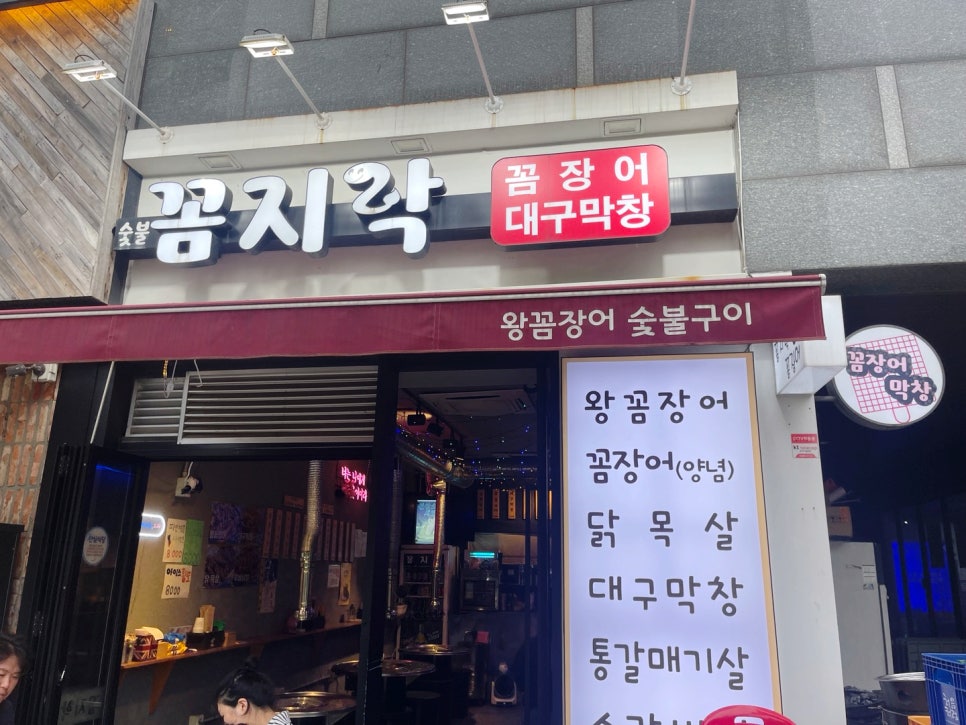 숯불
꼼지락
꼼장어
대구막창
왕꼼장어 숯불구이
꼼장어
막창
왕꼼장어
꼼장어(양념)
닭목살
대구막창
통갈매기살
8000
8000